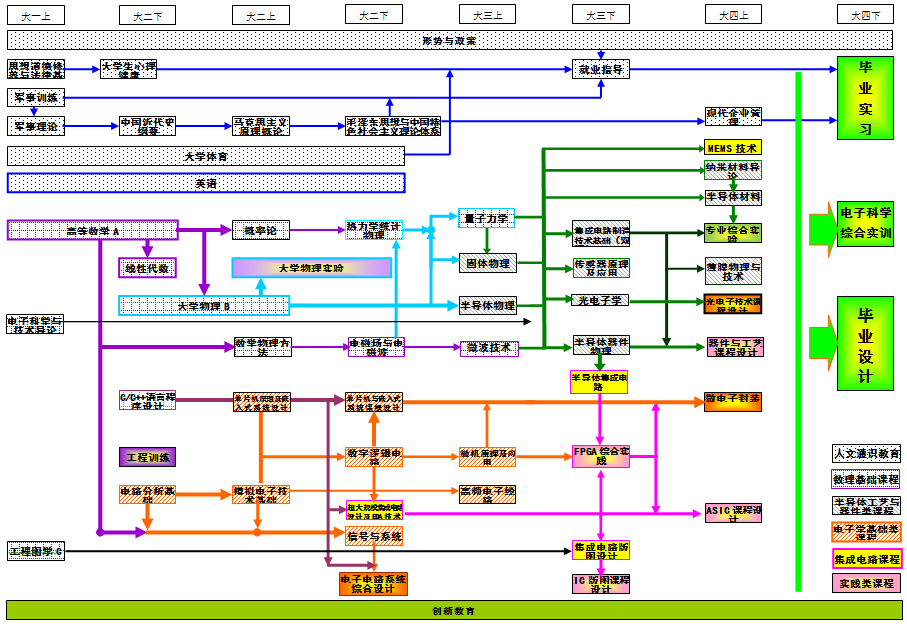 大一上
大一下
大二上
大二下
大三上
大三下
大四上
大四下
形势与政策
思想道德修
养与法律基
大学生心理
健康
就业指导
毕
业
实
习
军事训练
军事理论
中国近代史
纲要
马克思主义
原理概论
毛泽东思想与中国特
色社会主义理论体系
现代企业管
理
大学体育
英语
MEMS 技术
纳米材料导
论
半导体材料
高等数学 A
概率论
热力学统计
物理
量子力学
集成电路制造
技术基础（双
专业综合实
验
电子科学
综合实训
线性代数
大学物理实验
固体物理
传感器原理
及应用
薄膜物理与
技术
大学物理 B
半导体物理
光电子学
光电子技术课
程设计
电子科学与
技术导论
数学物理方
法
电磁场与电
磁波
微波技术
半导体器件
物理
器件与工艺
课程设计
毕
业
设
计
半导体集成电
路
C/C++语言程
序设计
单片机原理及嵌
入式系统设计
单片机与嵌入式
系统课程设计
微电子封装
工程训练
数字逻辑电
路
微机原理及应
用
FPGA 综合实
践
电路分析基
础
模拟电子技
术基础
高频电子线
路
超大规模集成电路
设计及EDA技术
ASIC 课程设
计
信号与系统
工程图学 C
集成电路版
图设计
电子电路系统
综合设计
IC 版图课程
设计
人文通识教育
数理基础课程
半导体工艺与
器件类课程
电子学基础类
课程
集成电路课程
实践类课程
创新教育